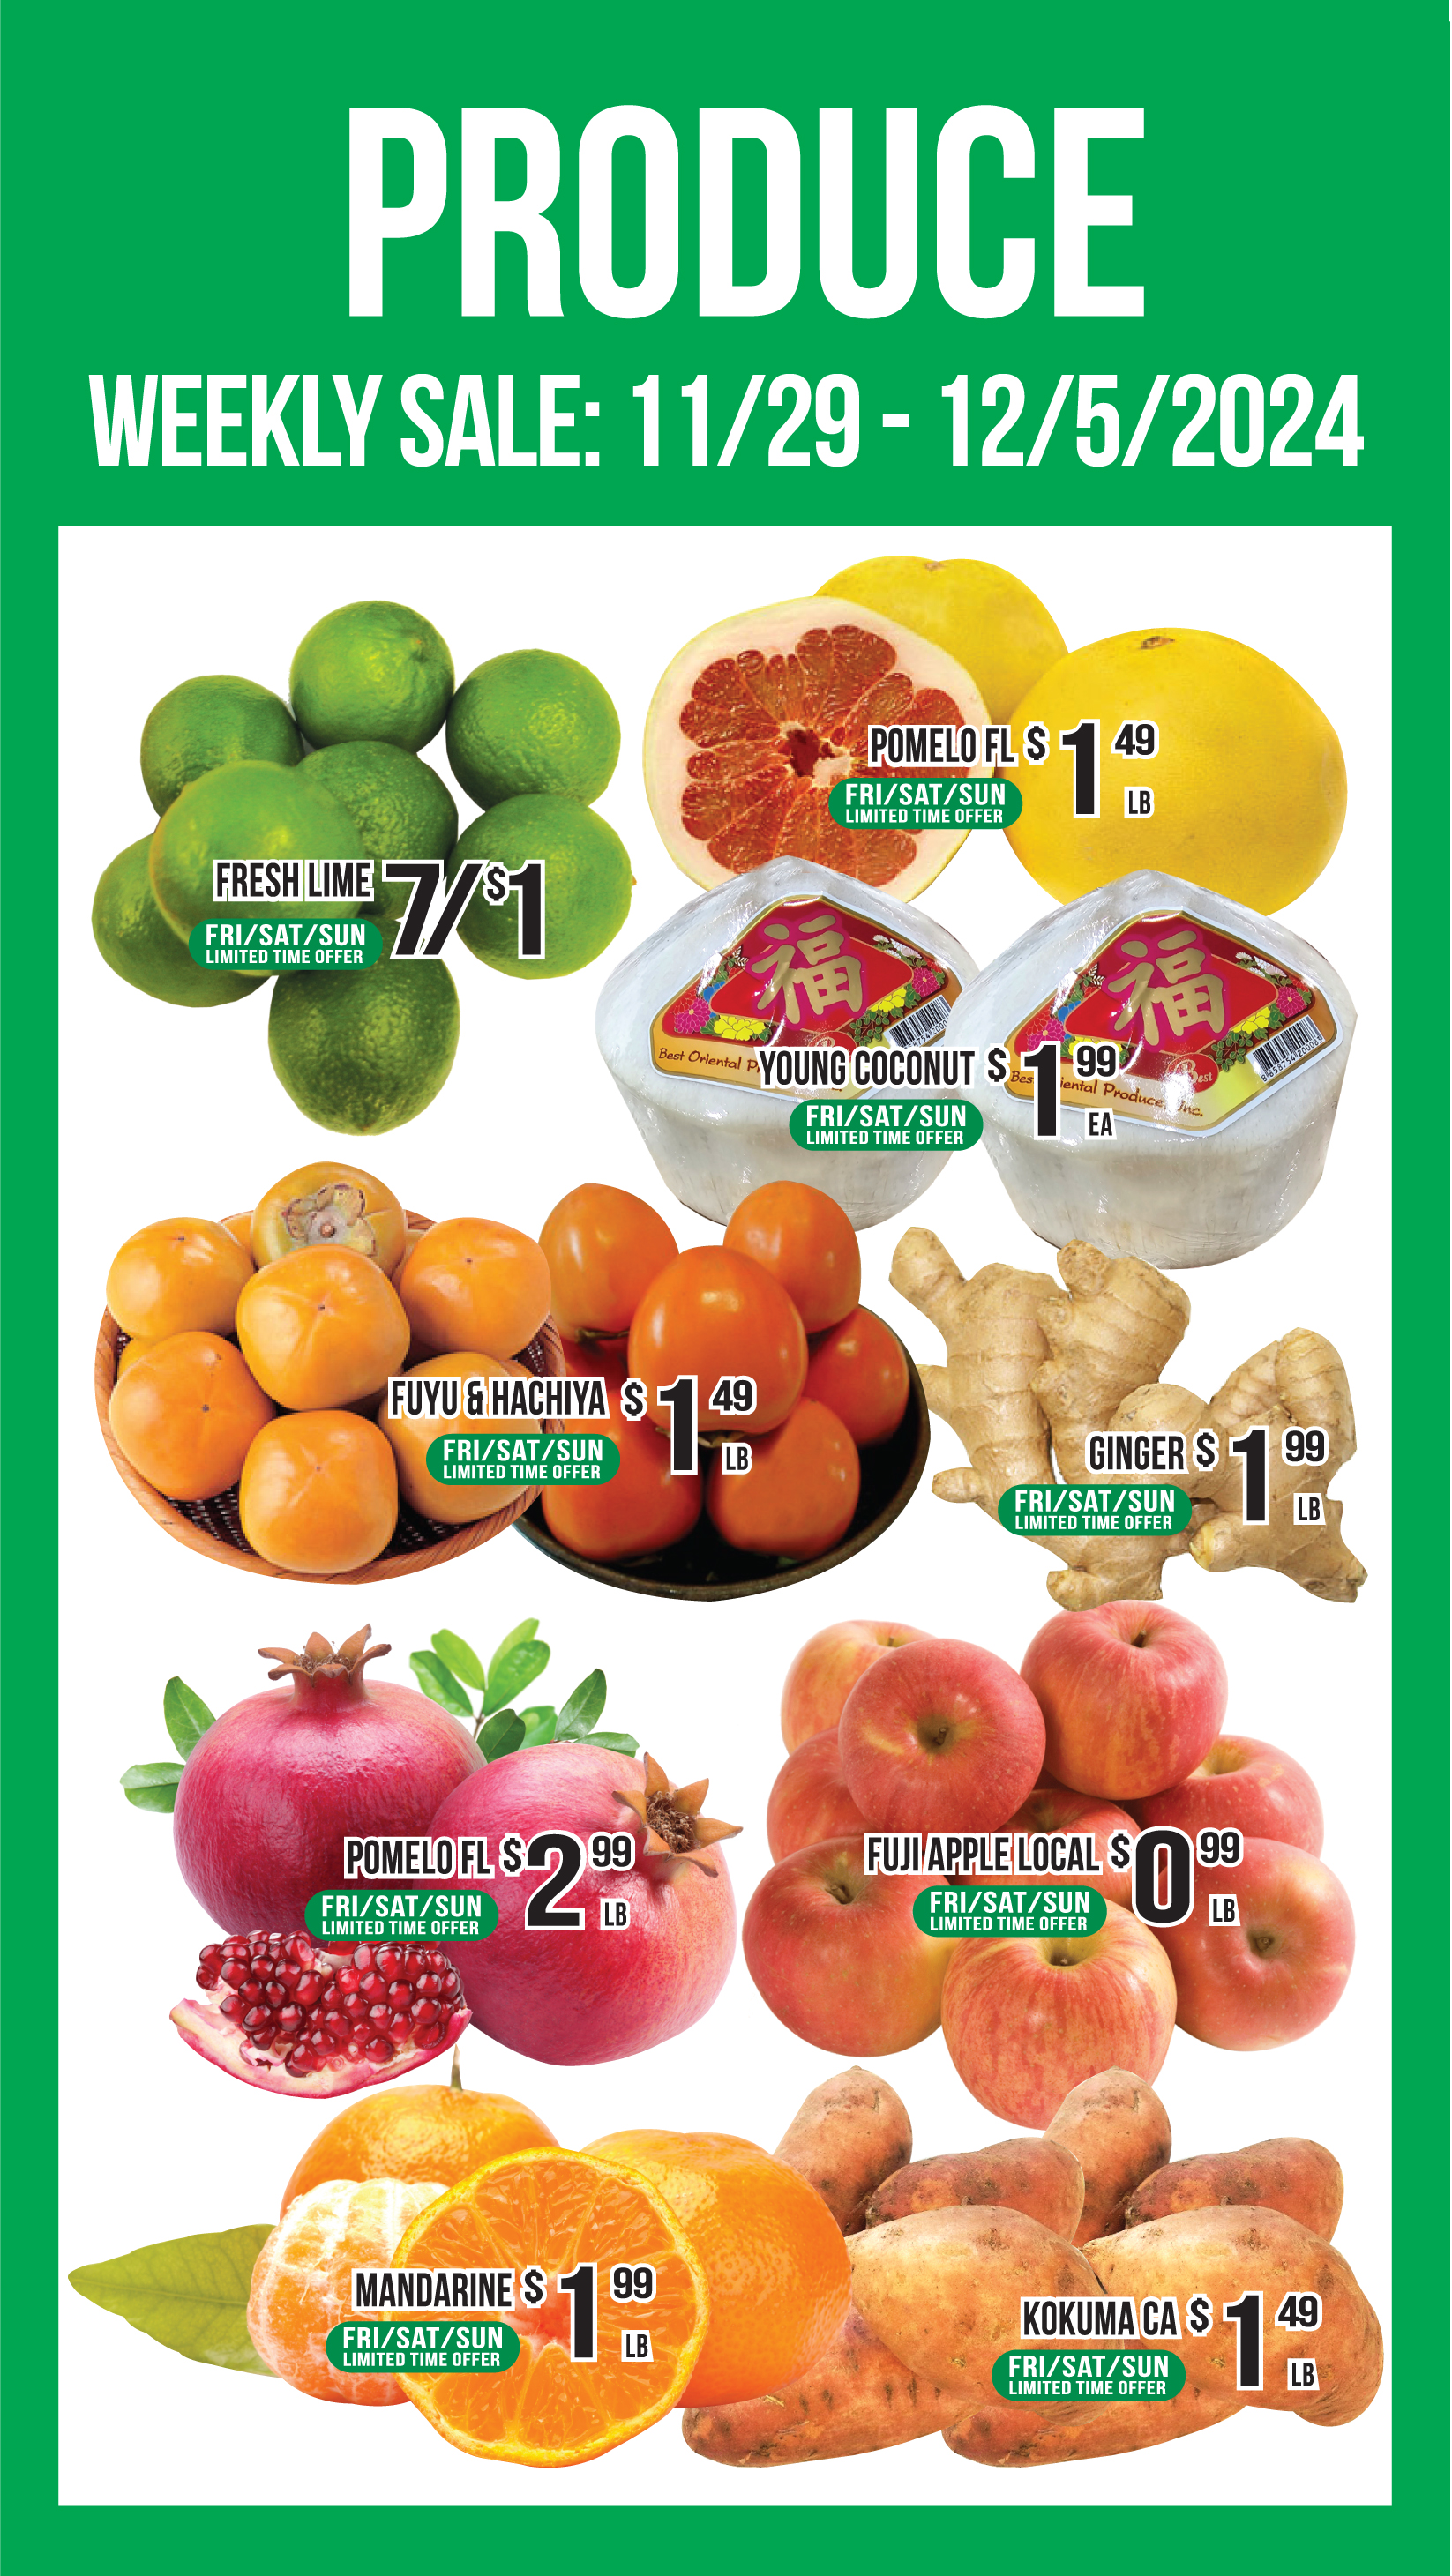 PRODUCE
WEEKLY SALE: 11/29 - 12/5/2024
POMELO FL $ 1 49
LB
FRI/SAT/SUN
LIMITED TIME OFFER
FRESH LIME 7/$1
FRI/SAT/SUN
LIMITED TIME OFFER
福
福
Best Oriental P
Best
Bes iental Produce, Inc.
YOUNG COCONUT $ 1 99
EA
FRI/SAT/SUN
LIMITED TIME OFFER
FUYU & HACHIYA $ 1 49
LB
FRI/SAT/SUN
LIMITED TIME OFFER
GINGER $ 1 99
LB
FRI/SAT/SUN
LIMITED TIME OFFER
POMELO FL $ 2 99
LB
FRI/SAT/SUN
LIMITED TIME OFFER
FUJI APPLE LOCAL $ 0 99
LB
FRI/SAT/SUN
LIMITED TIME OFFER
MANDARINE $ 1 99
LB
FRI/SAT/SUN
LIMITED TIME OFFER
KOKUMA CA $ 1 49
LB
FRI/SAT/SUN
LIMITED TIME OFFER